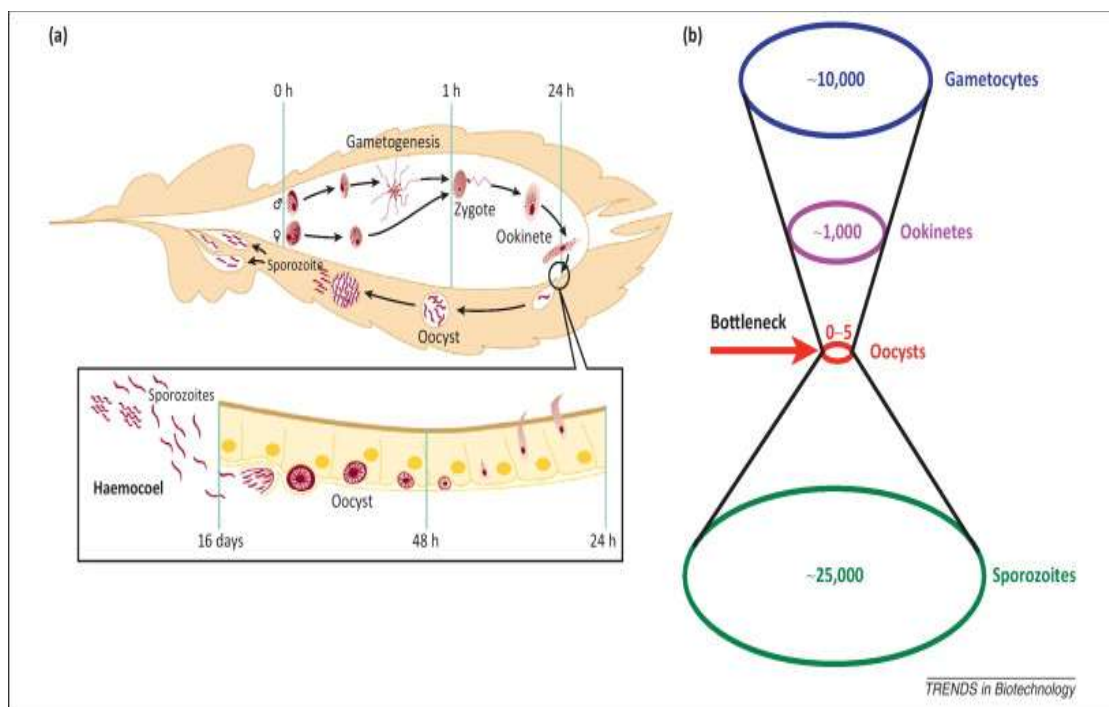 (a)
0 h
1 h
24 h
Gametogenesis
♂
♀
Zygote
Ookinete
Sporozoite
Oocyst
Sporozoites
Haemocoel
Oocyst
16 days
48 h
24 h
(b)
~10,000
Gametocytes
~1,000
Ookinetes
Bottleneck
0–5
Oocysts
~25,000
Sporozoites
TRENDS in Biotechnology